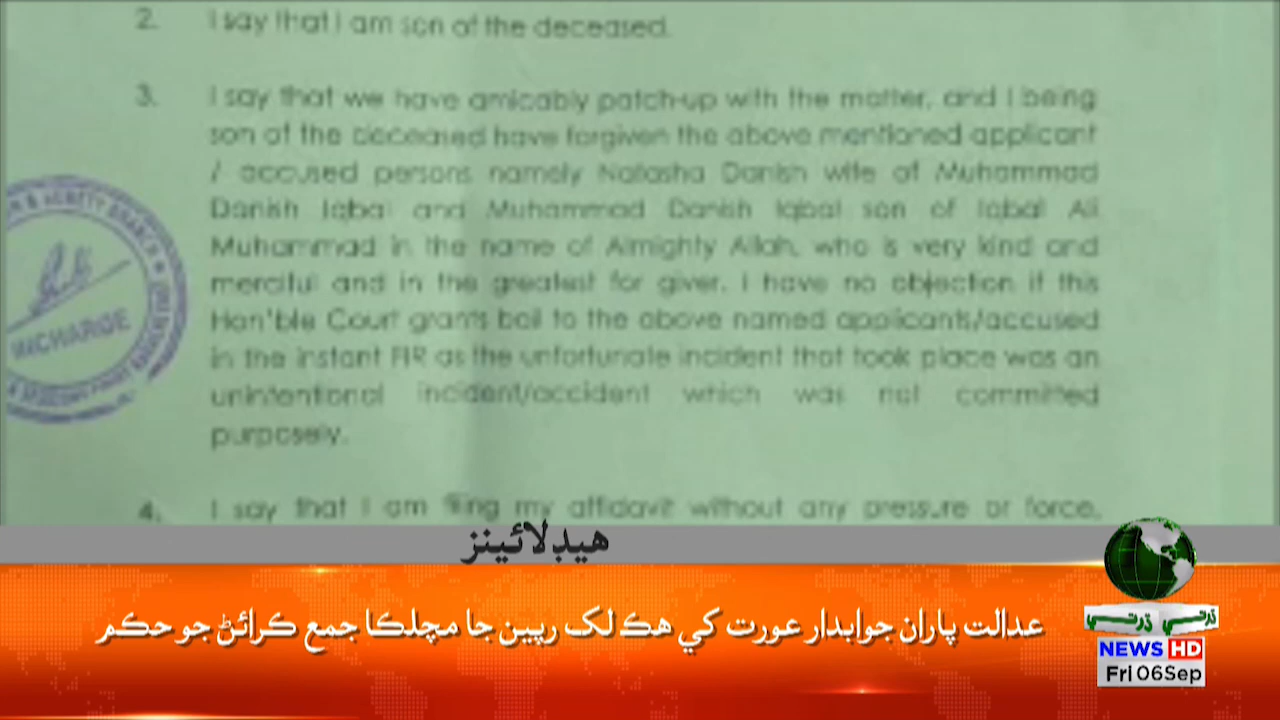 2. I say that I am son of the deceased.
3. I say that we have amicably patch-up with the matter, and I being
son of the deceased have forgiven the above mentioned applicant
/ accused persons namely Natasha Danish wife of Muhammad
Danish Iqbal and Muhammad Danish Iqbal son of Iqbal Ali
Muhammad in the name of Almighty Allah, who is very kind and
merciful and in the greatest for giver. I have no objection if this
Hon'ble Court grants bail to the above named applicants/accused
in the instant FIR as the unfortunate incident that took place was an
unintentional incident/accident which was not committed
purposely.
4. I say that I am filing my affidavit without any pressure or force,
INCHARGE
هيڊلائينز
عدالت پاران جوابدار عورت کي هڪ لک رپين جا مچلڪا جمع ڪرائڻ جو حڪم
ڌرتي ڌرتي
NEWS HD
Fri 06Sep